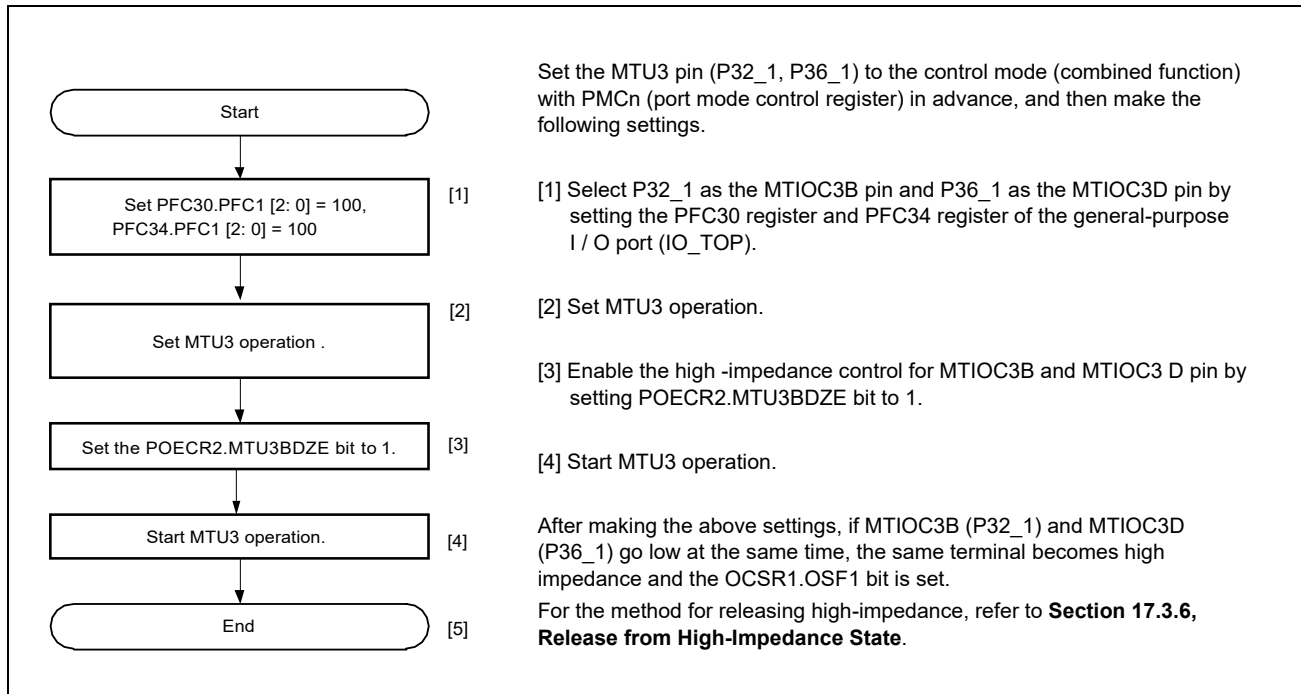 Start
Set PFC30.PFC1 [2: 0] = 100,
PFC34.PFC1 [2: 0] = 100
[1]
Set MTU3 operation .
[2]
Set the POECR2.MTU3BDZE bit to 1.
[3]
Start MTU3 operation.
[4]
End
[5]
Set the MTU3 pin (P32_1, P36_1) to the control mode (combined function)
with PMCn (port mode control register) in advance, and then make the
following settings.
[1] Select P32_1 as the MTIOC3B pin and P36_1 as the MTIOC3D pin by
setting the PFC30 register and PFC34 register of the general-purpose
I / O port (IO_TOP).
[2] Set MTU3 operation.
[3] Enable the high -impedance control for MTIOC3B and MTIOC3 D pin by
setting POECR2.MTU3BDZE bit to 1.
[4] Start MTU3 operation.
After making the above settings, if MTIOC3B (P32_1) and MTIOC3D
(P36_1) go low at the same time, the same terminal becomes high
impedance and the OCSR1.OSF1 bit is set.
For the method for releasing high-impedance, refer to Section 17.3.6,
Release from High-Impedance State.